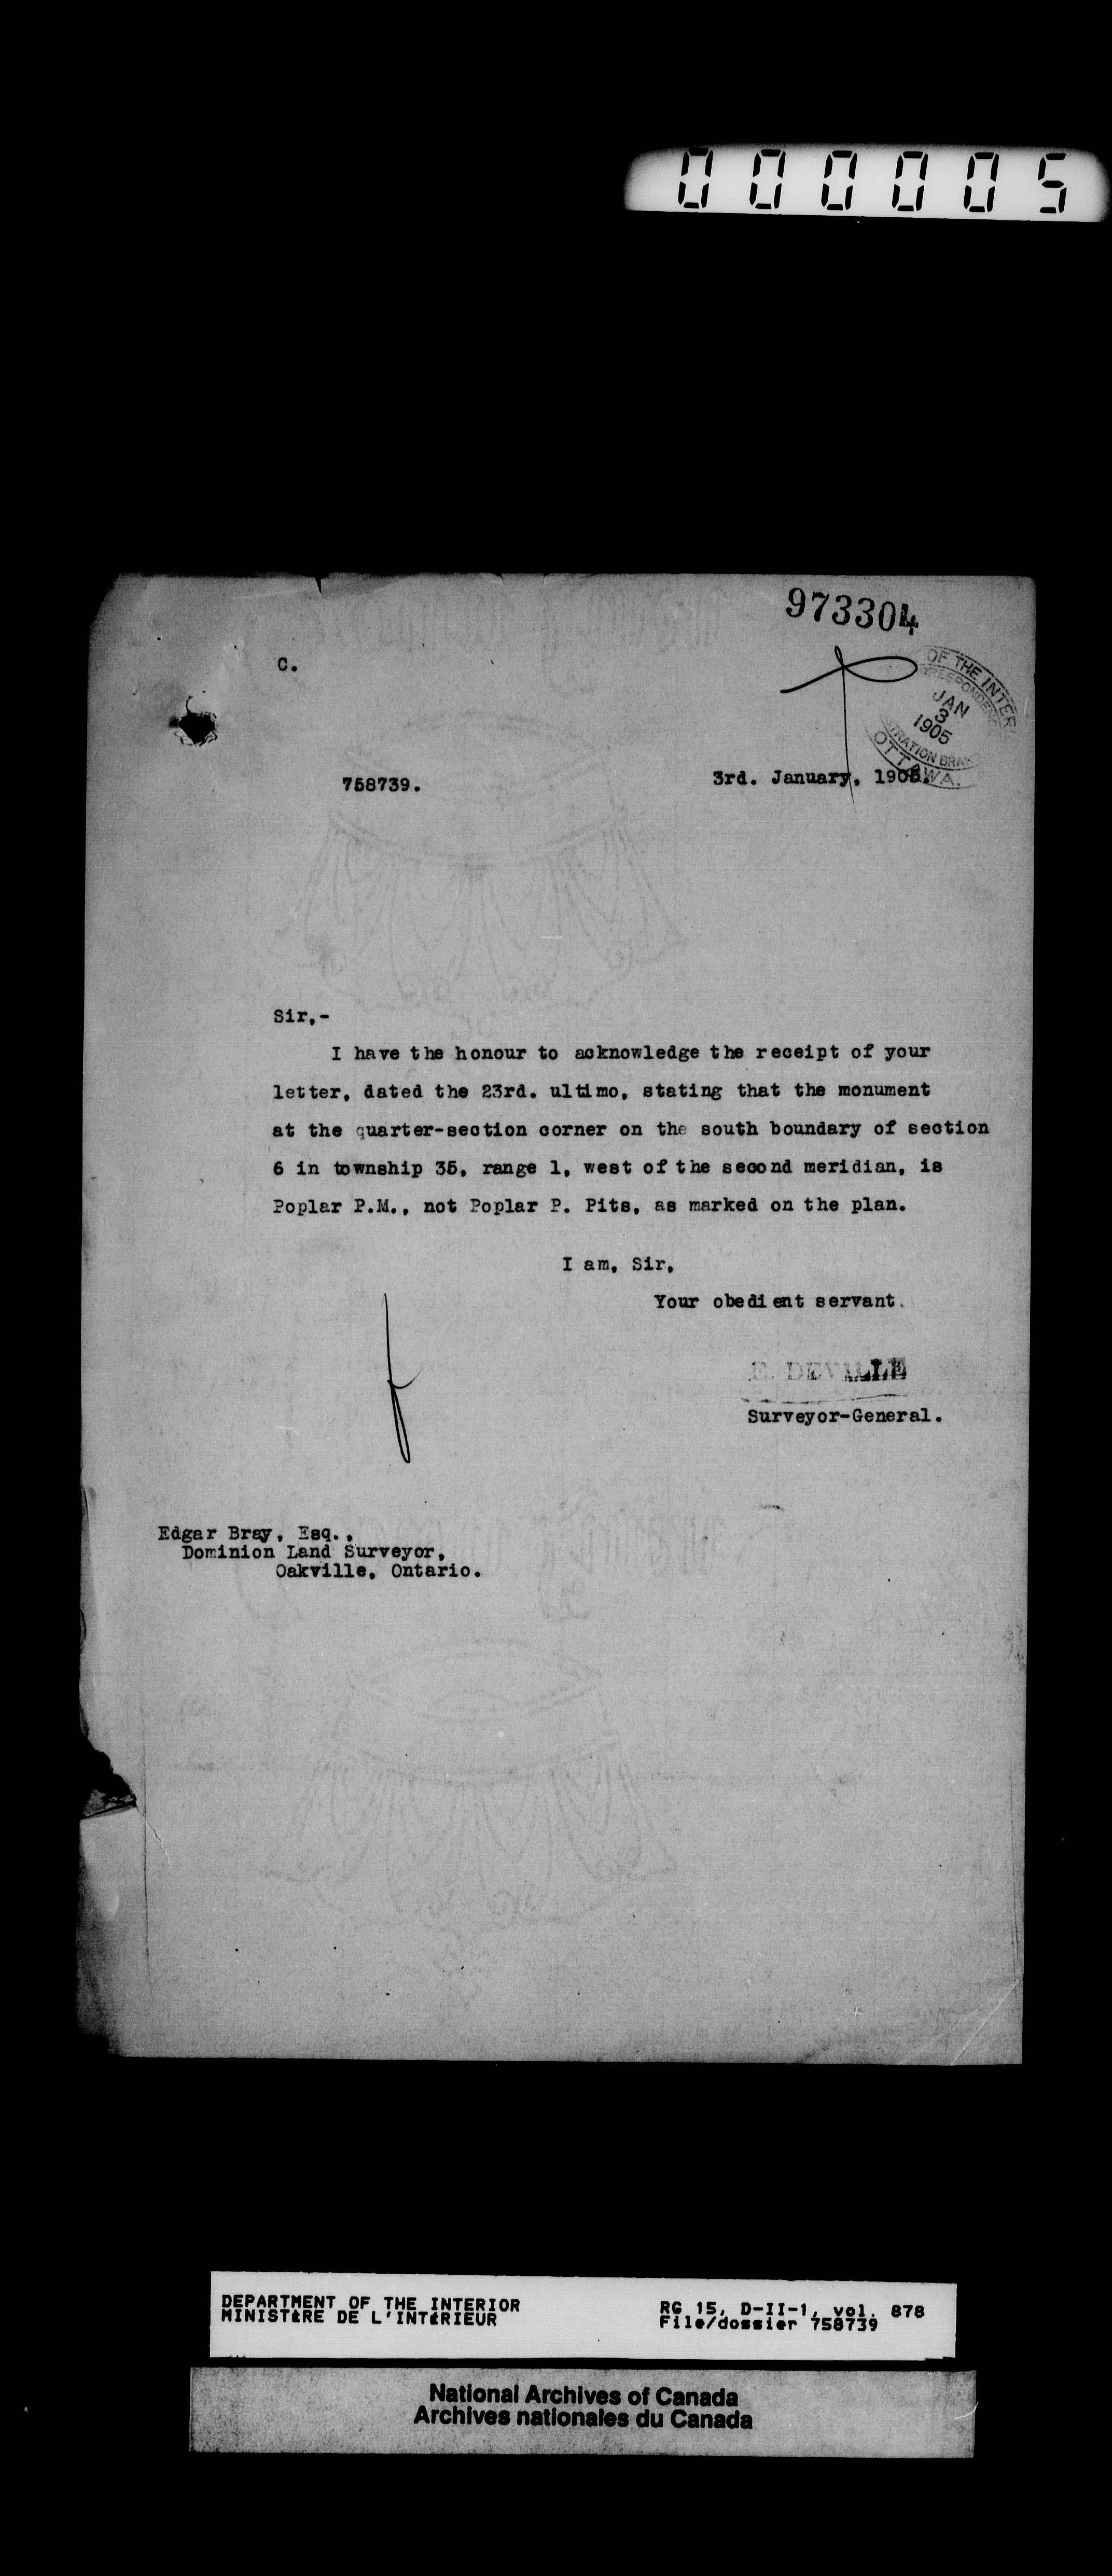 000005
973304
C.
OF THE INTER
JAN
3
1905
OTTAWA.
758739.
3rd. January, 1905.
Sir,-
I have the honour to acknowledge the receipt of your
letter, dated the 23rd. ultimo, stating that the monument
at the quarter-section corner on the south boundary of section
6 in township 35, range 1, west of the second meridian, is
Poplar P.M., not Poplar P. Pits, as marked on the plan.
I am, Sir,
Your obedient servant.
E. DEVILLE
Surveyor-General.
Edgar Bray, Esq.,
Dominion Land Surveyor,
Oakville, Ontario.
DEPARTMENT OF THE INTERIOR
MINISTÈRE DE L'INTÉRIEUR
RG 15, D-II-1, vol. 878
File/dossier 758739
National Archives of Canada
Archives nationales du Canada